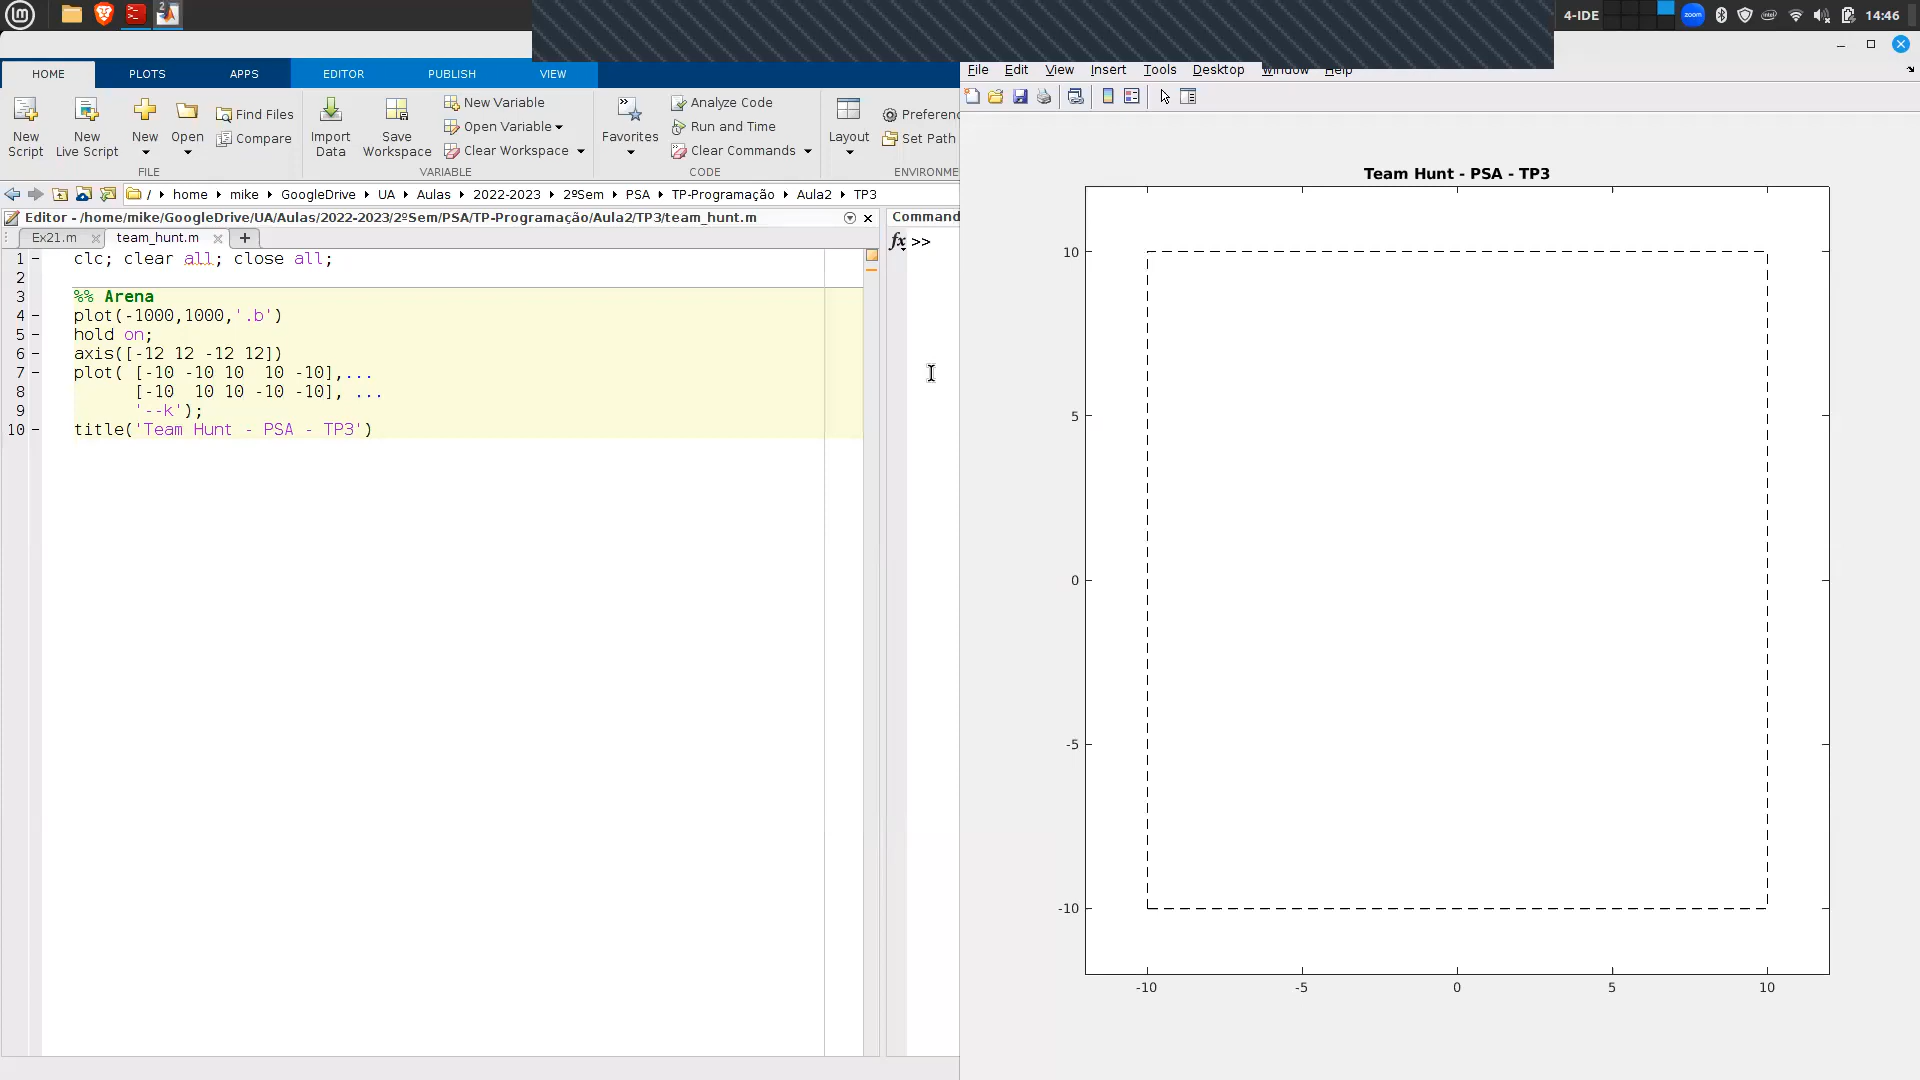 2
4-IDE
zoom
14:46
HOME PLOTS APPS EDITOR PUBLISH VIEW
File Edit View Insert Tools Desktop Window Help
New Script
New Live Script
New
Open
Find Files
Compare
FILE
Import Data
Save Workspace
New Variable
Open Variable
Clear Workspace
VARIABLE
Favorites
Analyze Code
Run and Time
Clear Commands
CODE
Layout
Preferenc
Set Path
ENVIRONME
/ home mike GoogleDrive UA Aulas 2022-2023 2ºSem PSA TP-Programação Aula2 TP3
Editor - /home/mike/GoogleDrive/UA/Aulas/2022-2023/2ºSem/PSA/TP-Programação/Aula2/TP3/team_hunt.m
Command
Ex21.m team_hunt.m +
fx >>
1 - clc; clear all; close all;
2
3 %% Arena
4 - plot(-1000,1000,'.b')
5 - hold on;
6 - axis([-12 12 -12 12])
7 - plot( [-10 -10 10  10 -10],...
8 [-10  10 10 -10 -10], ...
9 '--k');
10 - title('Team Hunt - PSA - TP3')
Team Hunt - PSA - TP3
10
5
0
-5
-10
-10 -5 0 5 10